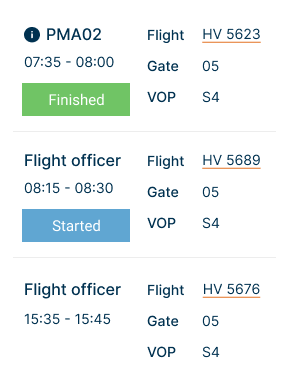 PMA02
07:35 - 08:00
Finished
Flight HV 5623
Gate 05
VOP S4
Flight officer
08:15 - 08:30
Started
Flight HV 5689
Gate 05
VOP S4
Flight officer
15:35 - 15:45
Flight HV 5676
Gate 05
VOP S4